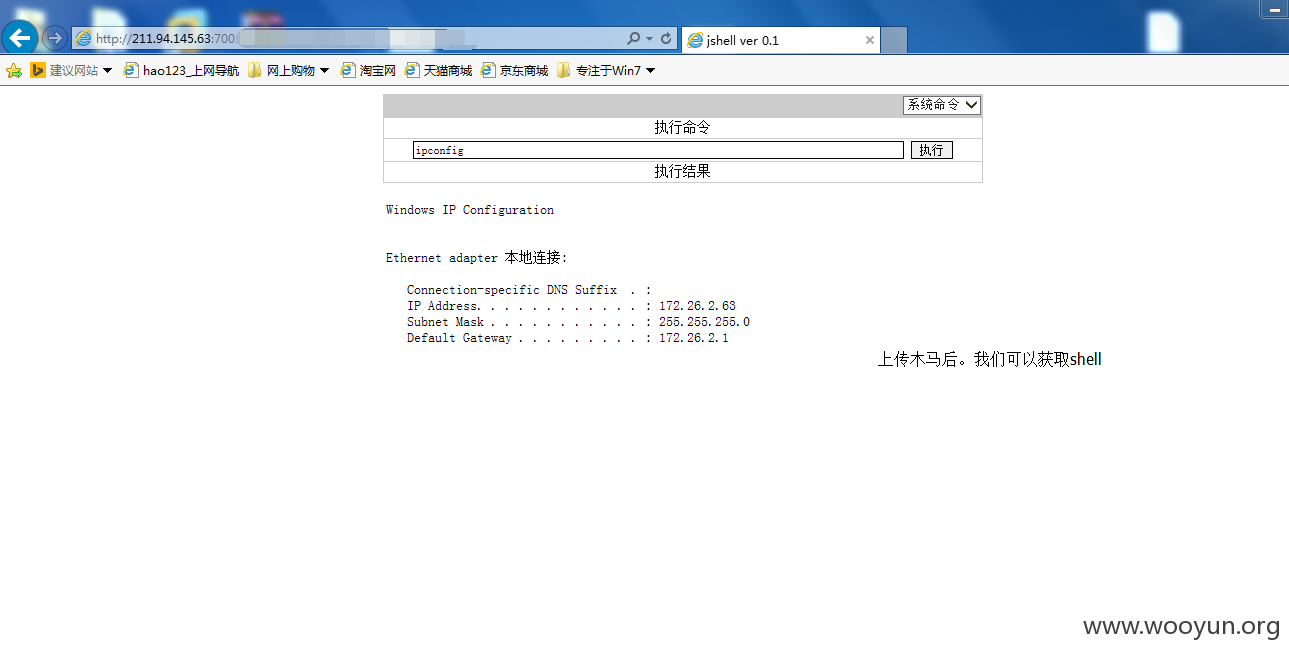 http://211.94.145.63:700
jshell ver 0.1
建议网站 hao123_上网导航 网上购物 淘宝网 天猫商城 京东商城 专注于Win7
系统命令
执行命令
ipconfig 执行
执行结果
Windows IP Configuration
Ethernet adapter 本地连接:
Connection-specific DNS Suffix . :
IP Address. . . . . . . . . . . . : 172.26.2.63
Subnet Mask . . . . . . . . . . . : 255.255.255.0
Default Gateway . . . . . . . . . : 172.26.2.1
上传木马后。我们可以获取shell
www.wooyun.org